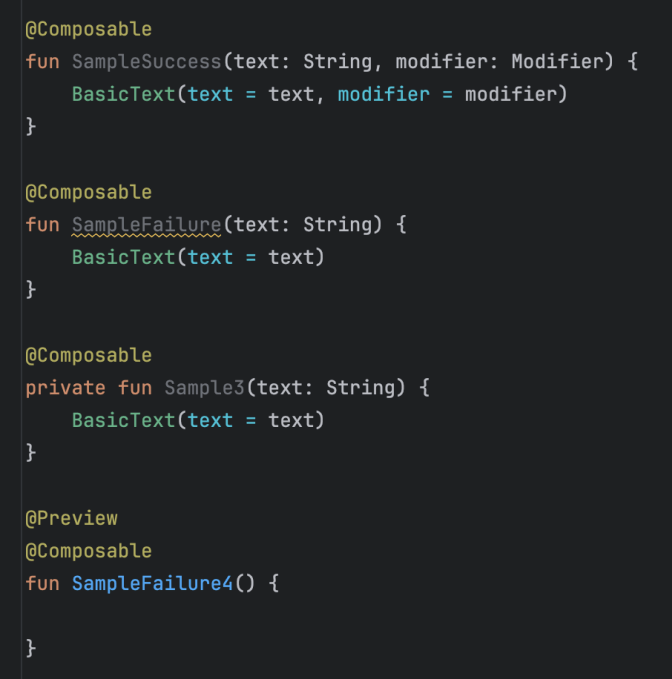 @Composable
fun SampleSuccess(text: String, modifier: Modifier) {
    BasicText(text = text, modifier = modifier)
}
@Composable
fun SampleFailure(text: String) {
    BasicText(text = text)
}
@Composable
private fun Sample3(text: String) {
    BasicText(text = text)
}
@Preview
@Composable
fun SampleFailure4() {
}